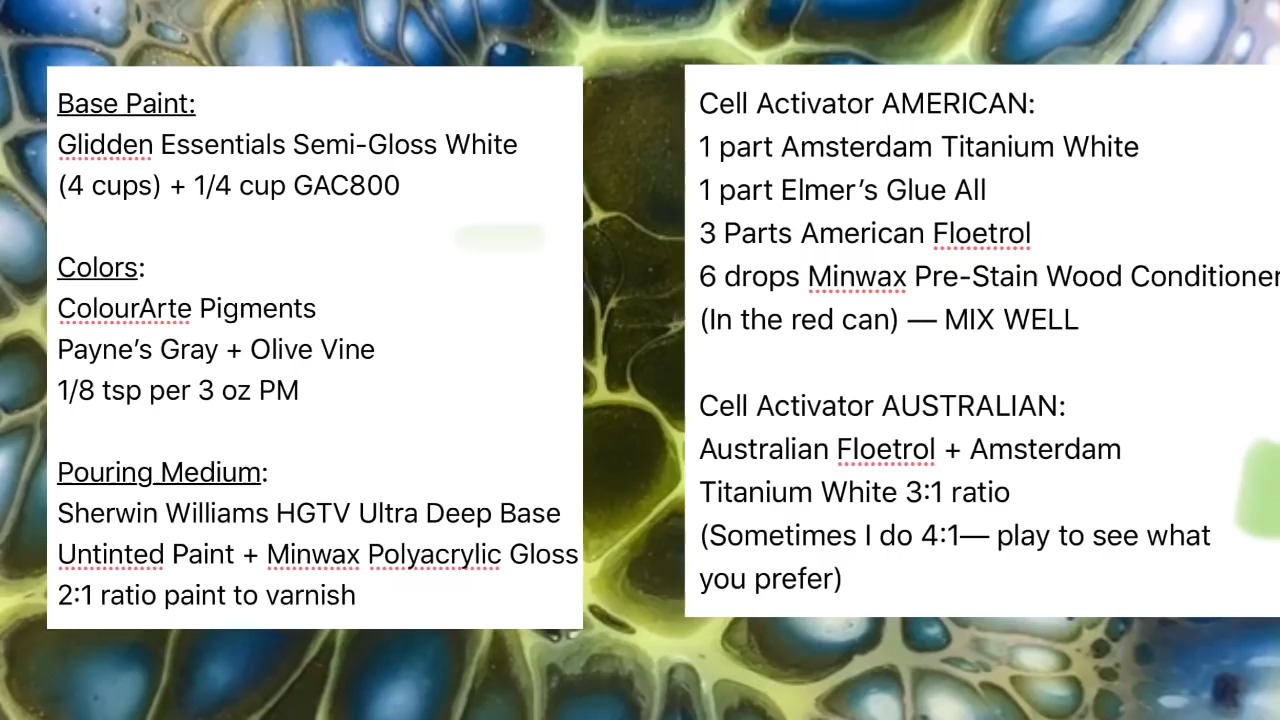 Base Paint:
Glidden Essentials Semi-Gloss White
(4 cups) + 1/4 cup GAC800
Colors:
ColourArte Pigments
Payne’s Gray + Olive Vine
1/8 tsp per 3 oz PM
Pouring Medium:
Sherwin Williams HGTV Ultra Deep Base
Untinted Paint + Minwax Polyacrylic Gloss
2:1 ratio paint to varnish
Cell Activator AMERICAN:
1 part Amsterdam Titanium White
1 part Elmer’s Glue All
3 Parts American Floetrol
6 drops Minwax Pre-Stain Wood Conditioner
(In the red can) — MIX WELL
Cell Activator AUSTRALIAN:
Australian Floetrol + Amsterdam
Titanium White 3:1 ratio
(Sometimes I do 4:1— play to see what
you prefer)